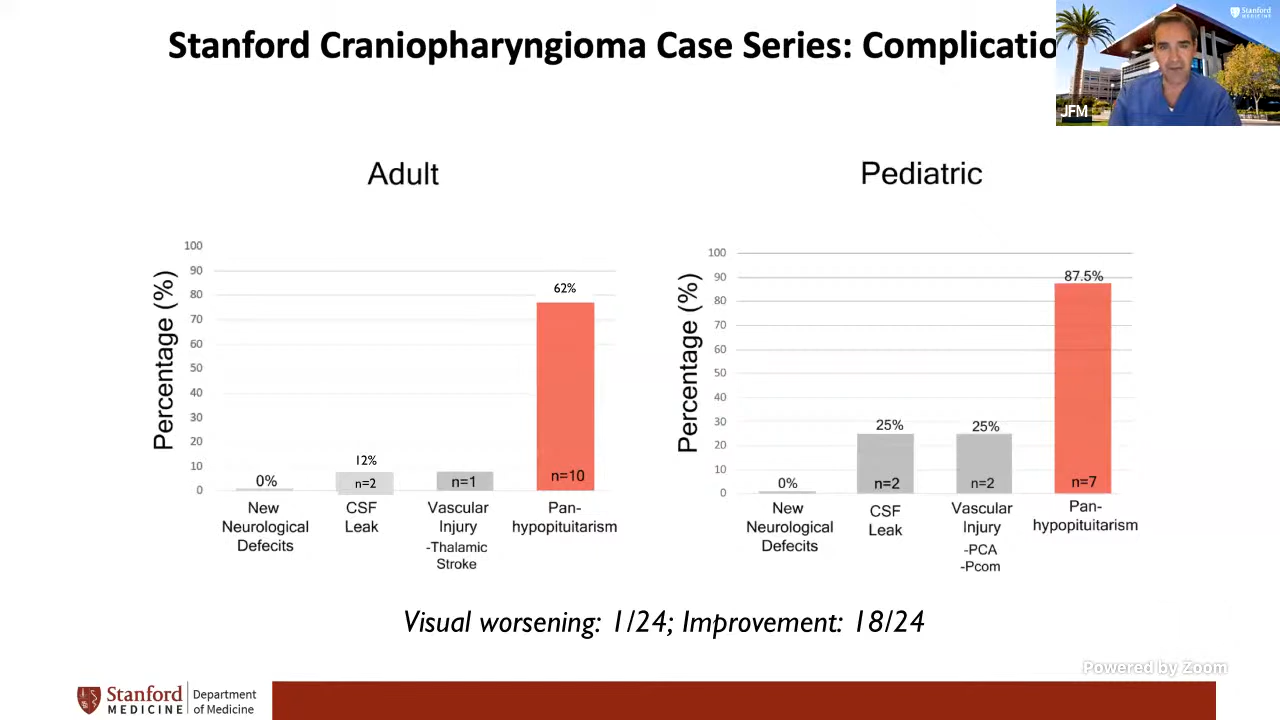 Stanford Craniopharyngioma Case Series: Complicatio
Stanford
MEDICINE
JFM
Adult
Percentage (%)
100
90
80
70
60
50
40
30
20
10
0
0%
12%
n=2
n=1
62%
n=10
New
Neurological
Defects
CSF
Leak
Vascular
Injury
-Thalamic
Stroke
Pan-
hypopituitarism
Pediatric
Percentage (%)
100
90
80
70
60
50
40
30
20
10
0
0%
25%
n=2
25%
n=2
87.5%
n=7
New
Neurological
Defects
CSF
Leak
Vascular
Injury
-PCA
-Pcom
Pan-
hypopituitarism
Visual worsening: 1/24; Improvement: 18/24
Powered by Zoom
Stanford
MEDICINE
Department
of Medicine